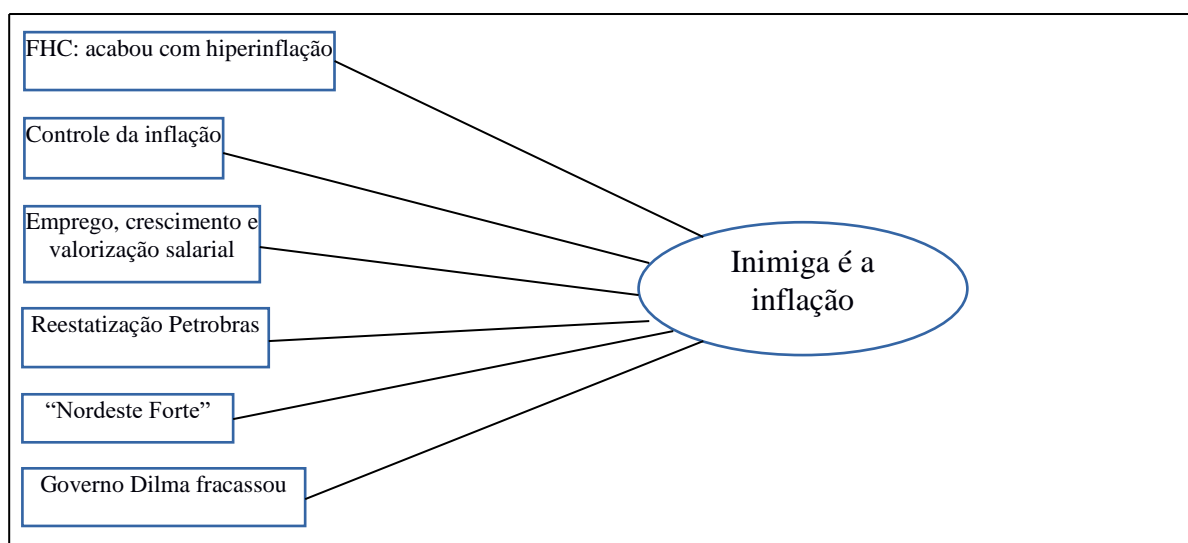 FHC: acabou com hiperinflação
Controle da inflação
Emprego, crescimento e
valorização salarial
Reestatização Petrobras
“Nordeste Forte”
Governo Dilma fracassou
Inimiga é a
inflação